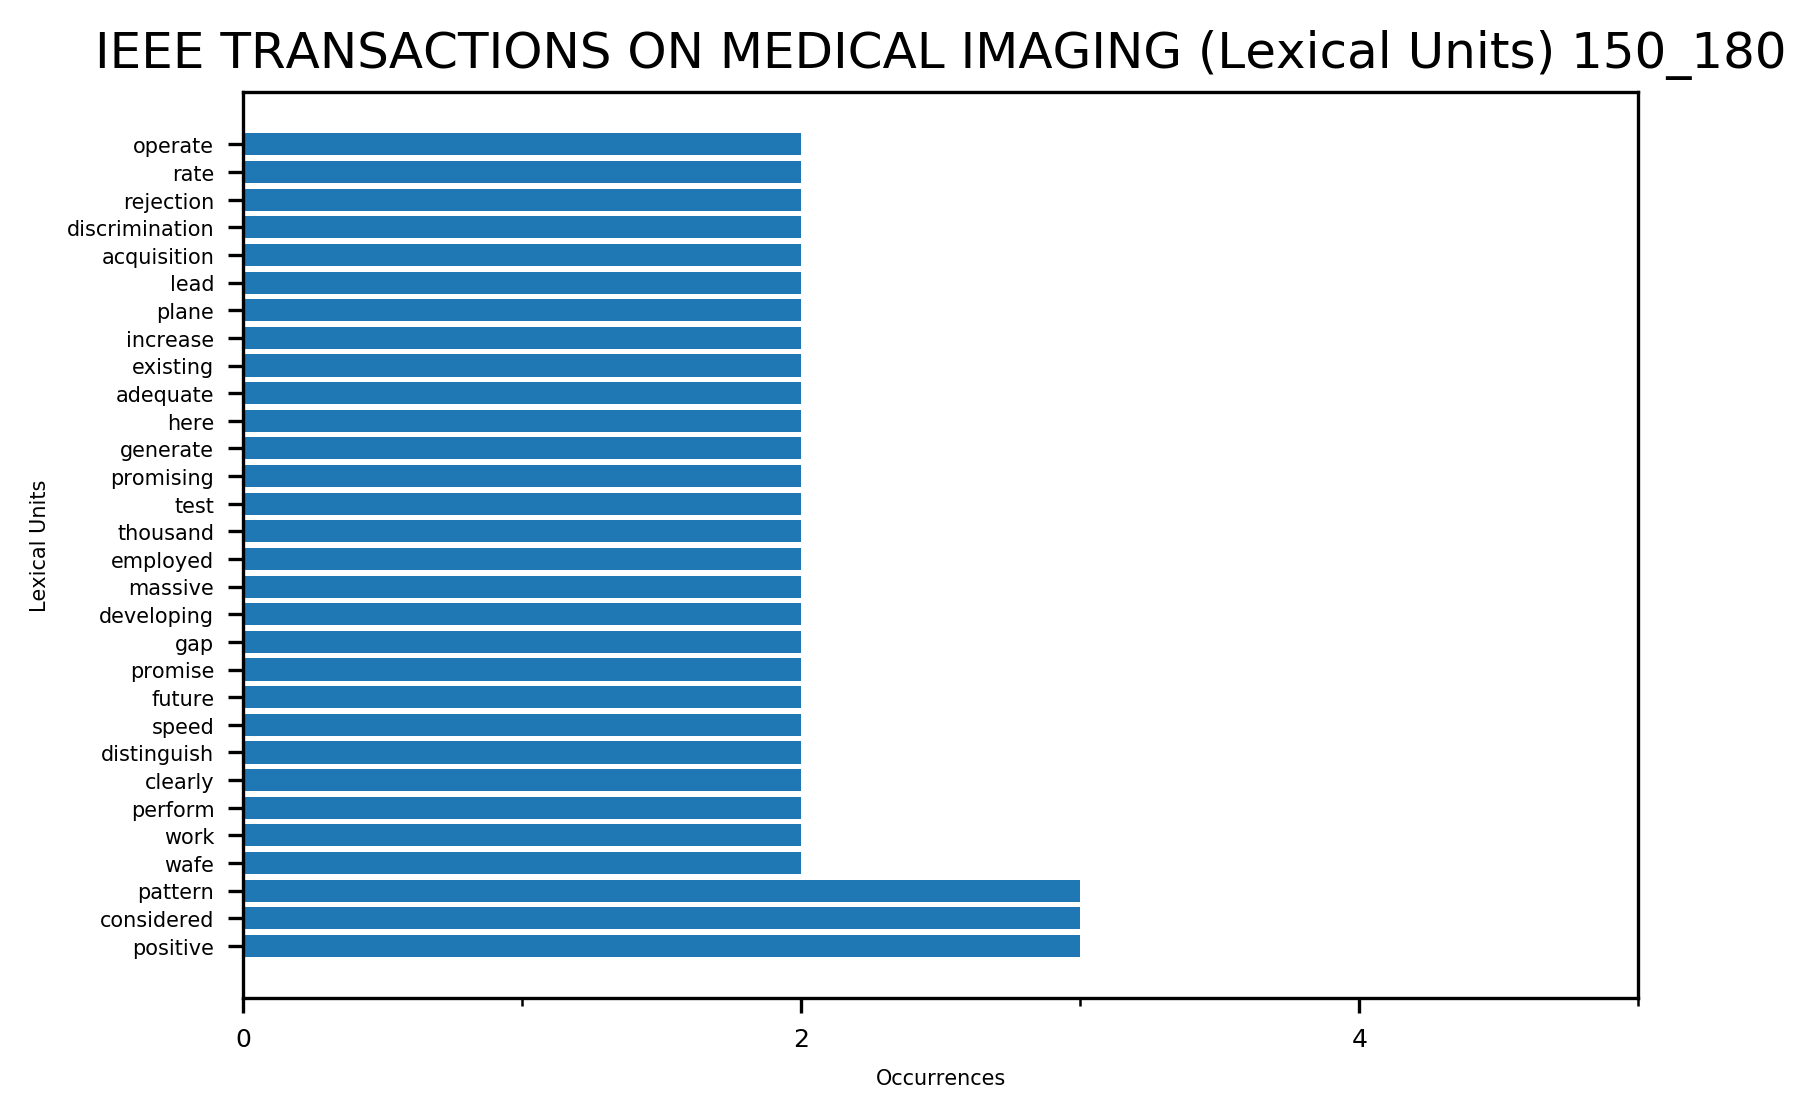 IEEE TRANSACTIONS ON MEDICAL IMAGING (Lexical Units) 150_180
operate
rate
rejection
discrimination
acquisition
lead
plane
increase
existing
adequate
here
generate
promising
test
thousand
employed
massive
developing
gap
promise
future
speed
distinguish
clearly
perform
work
wafe
pattern
considered
positive
Lexical Units
0 2 4
Occurrences